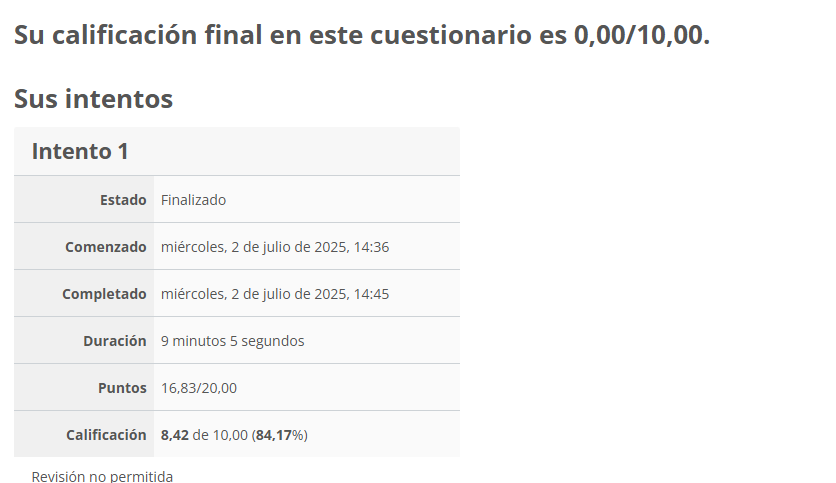 Su calificación final en este cuestionario es 0,00/10,00.
Sus intentos
Intento 1
Estado Finalizado
Comenzado miércoles, 2 de julio de 2025, 14:36
Completado miércoles, 2 de julio de 2025, 14:45
Duración 9 minutos 5 segundos
Puntos 16,83/20,00
Calificación 8,42 de 10,00 (84,17%)
Revisión no permitida